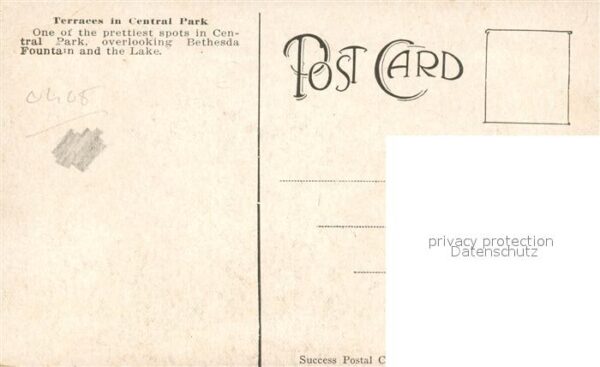 Terraces in Central Park
One of the prettiest spots in Cen-
tral Park, overlooking Bethesda
Fountain and the Lake.
POST CARD
privacy protection
Datenschutz
Success Postal C